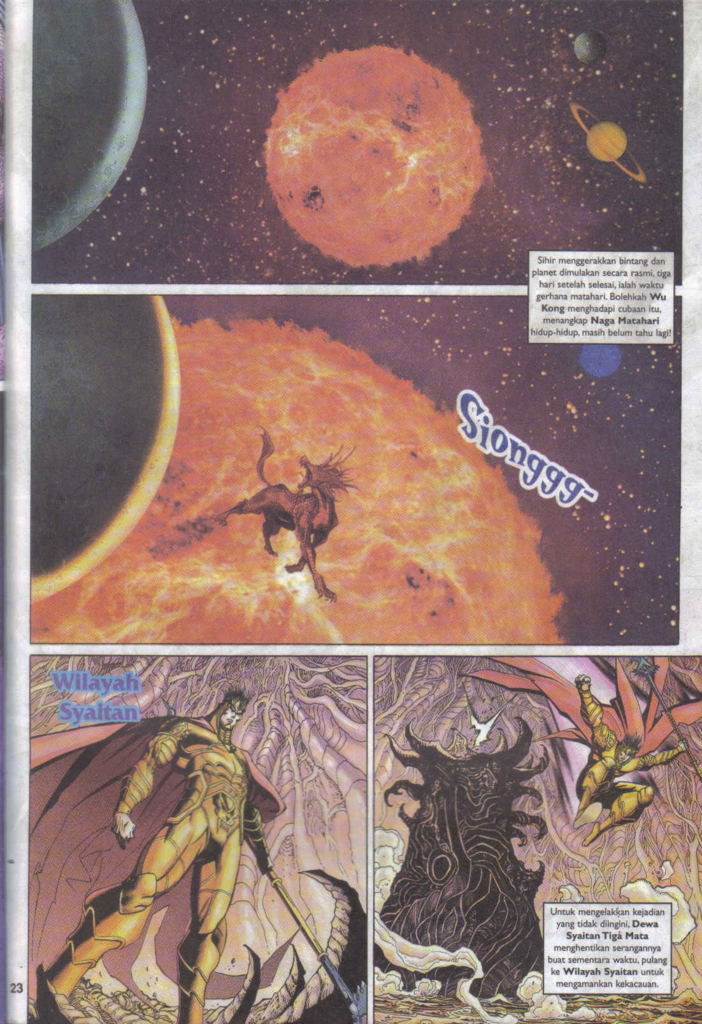 Sihir menggerakkan bintang dan
planet dimulakan secara rasmi, tiga
hari setelah selesai, ialah waktu
gerhana matahari. Bolehkah Wu
Kong menghadapi cubaan itu,
menangkap Naga Matahari
hidup-hidup, masih belum tahu lagi!
Sionggg-
Wilayah
Syaitan
Untuk mengelakkan kejadian
yang tidak diingini, Dewa
Syaitan Tiga Mata
menghentikan serangannya
buat sementara waktu, pulang
ke Wilayah Syaitan untuk
mengamankan kekacauan.
23